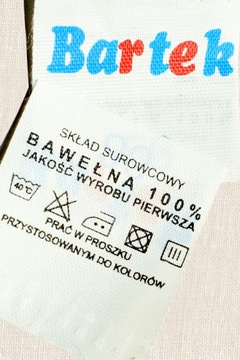 Bartek
SKŁAD SUROWCOWY
BAWEŁNA 100%
JAKOŚĆ WYROBU PIERWSZA
40°C
PRAĆ W PROSZKU
PRZYSTOSOWANYM DO KOLORÓW